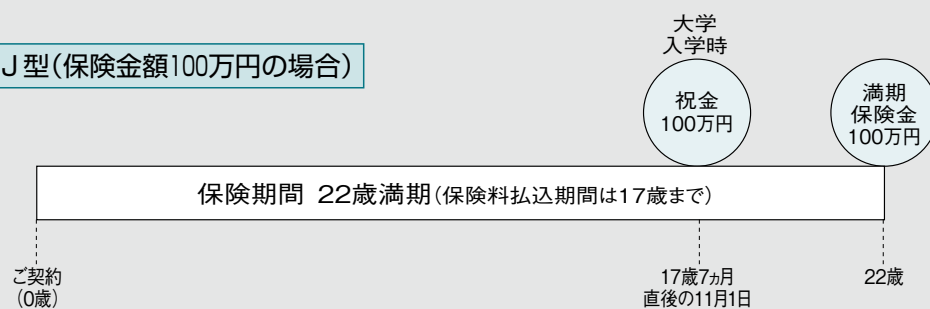 大学
入学時
J型(保険金額100万円の場合)
祝金
100万円
満期
保険金
100万円
保険期間 22歳満期(保険料払込期間は17歳まで)
ご契約
(0歳)
17歳7ヵ月
直後の11月1日
22歳